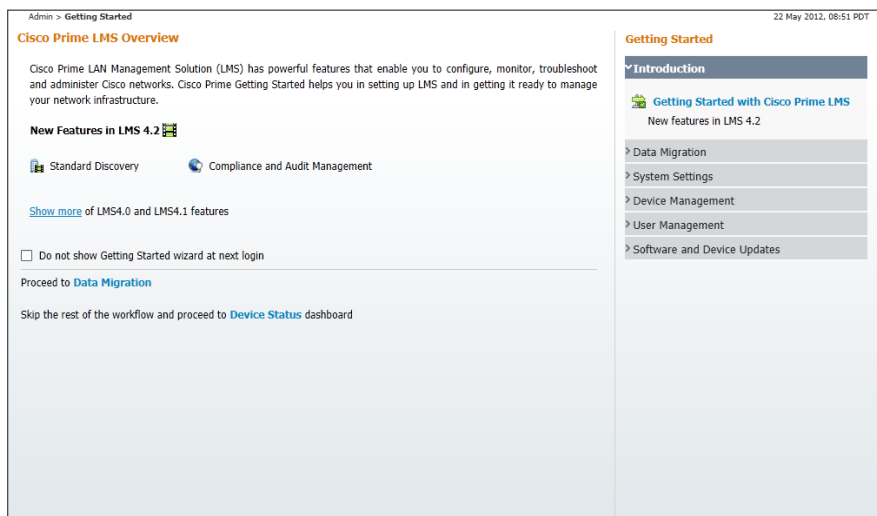 Admin > Getting Started
22 May 2012, 08:51 PDT
Cisco Prime LMS Overview
Cisco Prime LAN Management Solution (LMS) has powerful features that enable you to configure, monitor, troubleshoot
and administer Cisco networks. Cisco Prime Getting Started helps you in setting up LMS and in getting it ready to manage
your network infrastructure.
New Features in LMS 4.2
Standard Discovery
Compliance and Audit Management
Show more of LMS4.0 and LMS4.1 features
Do not show Getting Started wizard at next login
Proceed to Data Migration
Skip the rest of the workflow and proceed to Device Status dashboard
Getting Started
Introduction
Getting Started with Cisco Prime LMS
New features in LMS 4.2
Data Migration
System Settings
Device Management
User Management
Software and Device Updates